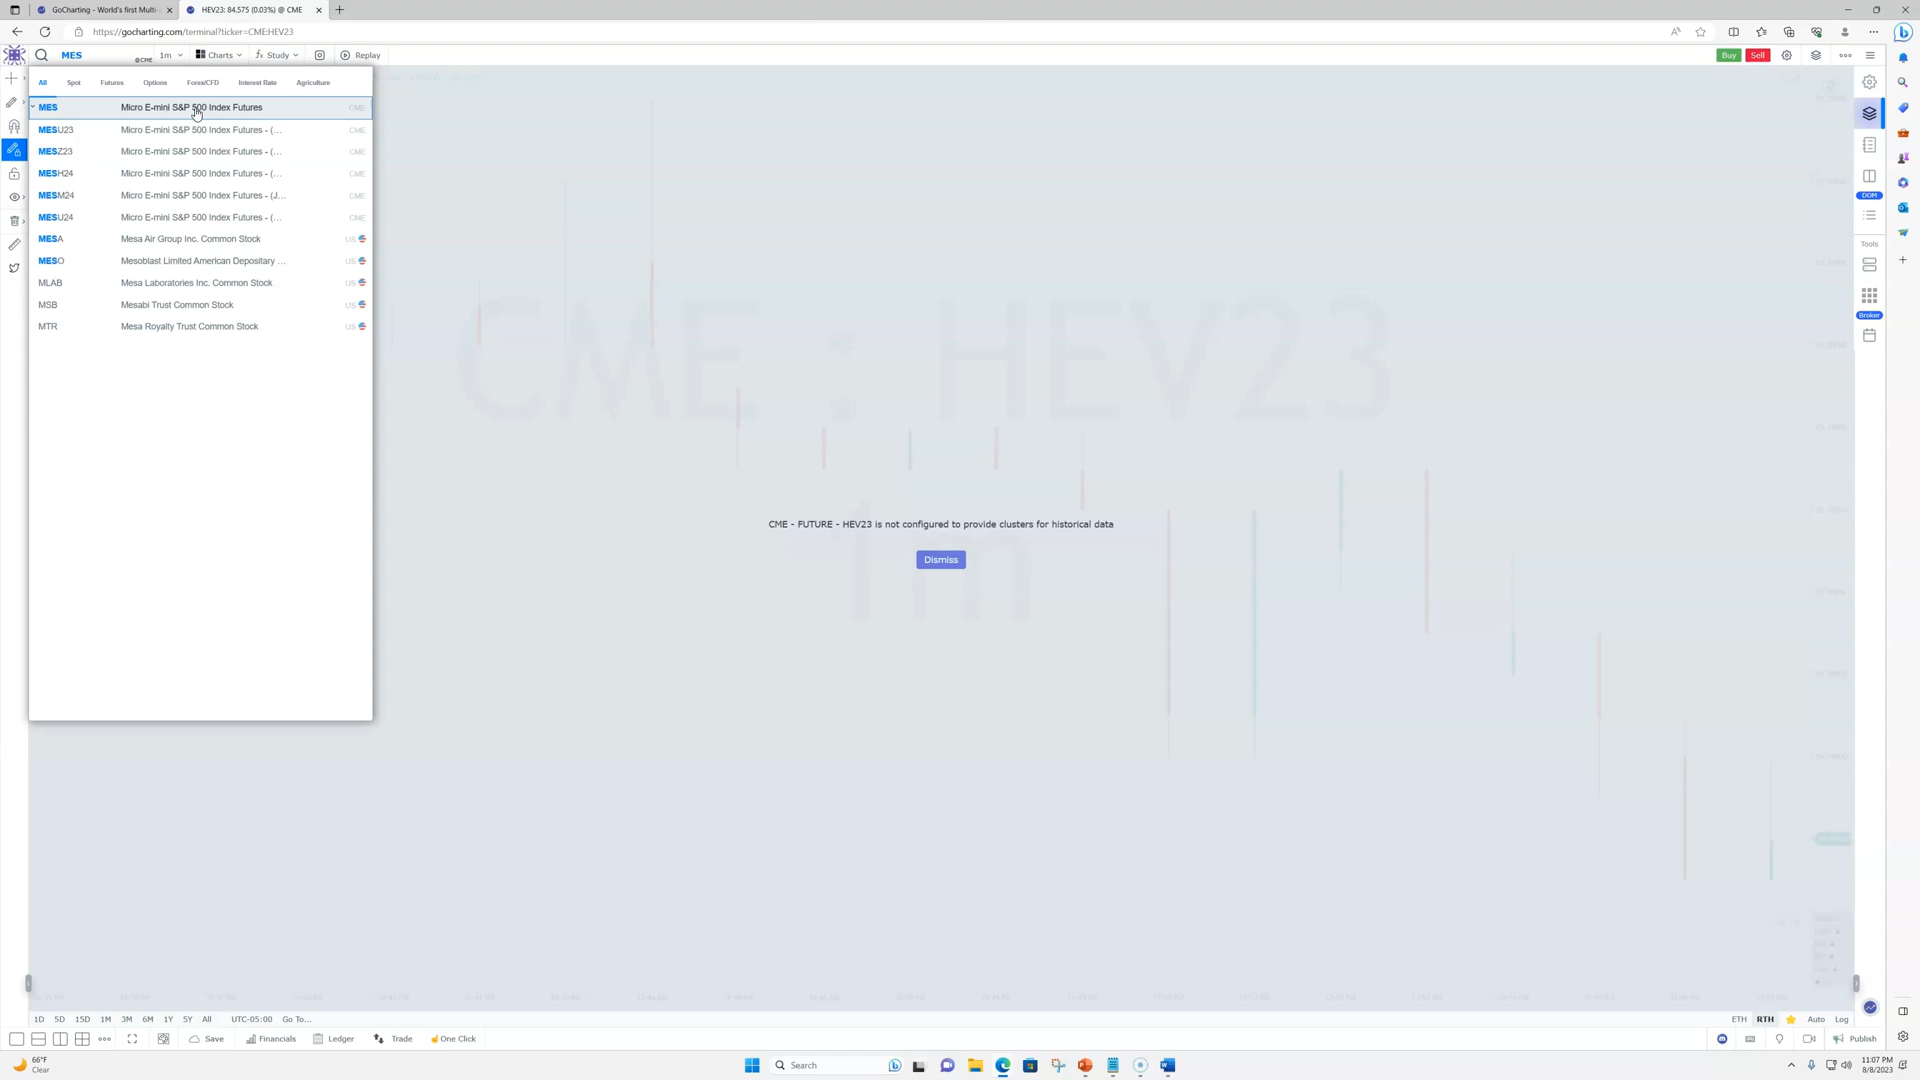 GoCharting - World's first Multi-
HEV23: 84.575 (0.03%) @ CME
https://gocharting.com/terminal?ticker=CME:HEV23
MES
@CME
1m
Charts
Study
Replay
Buy
Sell
All
Spot
Futures
Options
Forex/CFD
Interest Rate
Agriculture
MES Micro E-mini S&P 500 Index Futures CME
MESU23 Micro E-mini S&P 500 Index Futures - (... CME
MESZ23 Micro E-mini S&P 500 Index Futures - (... CME
MESH24 Micro E-mini S&P 500 Index Futures - (... CME
MESM24 Micro E-mini S&P 500 Index Futures - (J... CME
MESU24 Micro E-mini S&P 500 Index Futures - (... CME
MESA Mesa Air Group Inc. Common Stock US
MESO Mesoblast Limited American Depositary ... US
MLAB Mesa Laboratories Inc. Common Stock US
MSB Mesabi Trust Common Stock US
MTR Mesa Royalty Trust Common Stock US
DOM
Tools
Broker
CME : HEV23
1m
CME - FUTURE - HEV23 is not configured to provide clusters for historical data
Dismiss
1D 5D 15D 1M 3M 6M 1Y 5Y All UTC-05:00 Go To...
ETH RTH Auto Log
Save
Financials
Ledger
Trade
One Click
Publish
66°F
Clear
Search
11:07 PM
8/8/2023